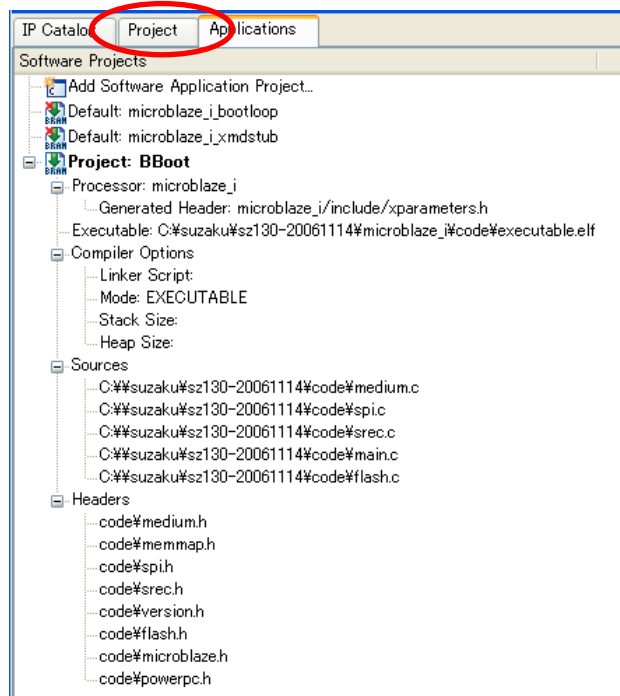 IP Catalog Project Applications
Software Projects
Add Software Application Project...
Default: microblaze_i_bootloop
Default: microblaze_i_xmdstub
Project: BBoot
Processor: microblaze_i
Generated Header: microblaze_i/include/xparameters.h
Executable: C:¥suzaku¥sz130-20061114¥microblaze_i¥code¥executable.elf
Compiler Options
Linker Script:
Mode: EXECUTABLE
Stack Size:
Heap Size:
Sources
C:¥¥suzaku¥sz130-20061114¥code¥medium.c
C:¥¥suzaku¥sz130-20061114¥code¥spi.c
C:¥¥suzaku¥sz130-20061114¥code¥srec.c
C:¥¥suzaku¥sz130-20061114¥code¥main.c
C:¥¥suzaku¥sz130-20061114¥code¥flash.c
Headers
code¥medium.h
code¥memmap.h
code¥spi.h
code¥srec.h
code¥version.h
code¥flash.h
code¥microblaze.h
code¥powerpc.h